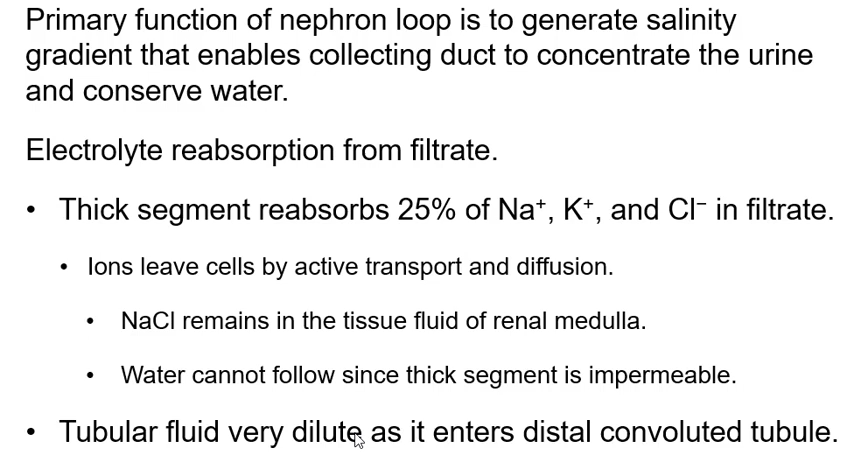 Primary function of nephron loop is to generate salinity
gradient that enables collecting duct to concentrate the urine
and conserve water.
Electrolyte reabsorption from filtrate.
• Thick segment reabsorbs 25% of Na⁺, K⁺, and Cl⁻ in filtrate.
• Ions leave cells by active transport and diffusion.
• NaCl remains in the tissue fluid of renal medulla.
• Water cannot follow since thick segment is impermeable.
• Tubular fluid very dilute as it enters distal convoluted tubule.